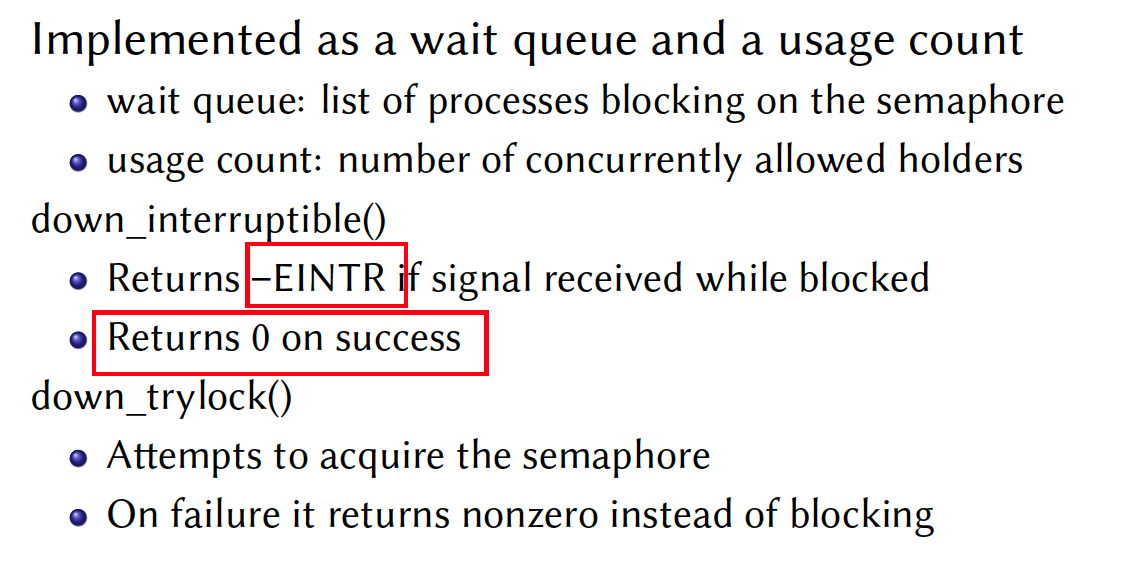 Implemented as a wait queue and a usage count
wait queue: list of processes blocking on the semaphore
usage count: number of concurrently allowed holders
down_interruptible()
Returns –EINTR if signal received while blocked
Returns 0 on success
down_trylock()
Attempts to acquire the semaphore
On failure it returns nonzero instead of blocking